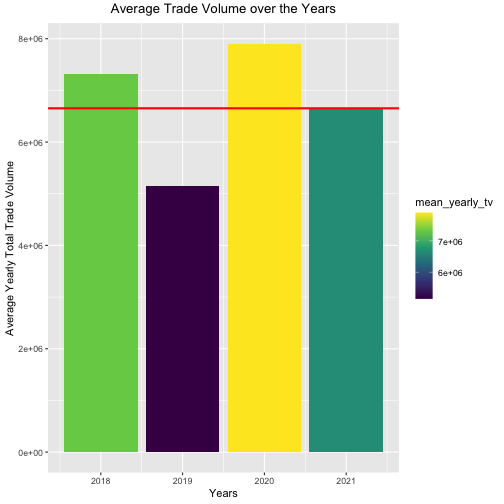 Average Trade Volume over the Years
Average Yearly Total Trade Volume
8e+06
6e+06
4e+06
2e+06
0e+00
2018 2019 2020 2021
Years
mean_yearly_tv
7e+06
6e+06